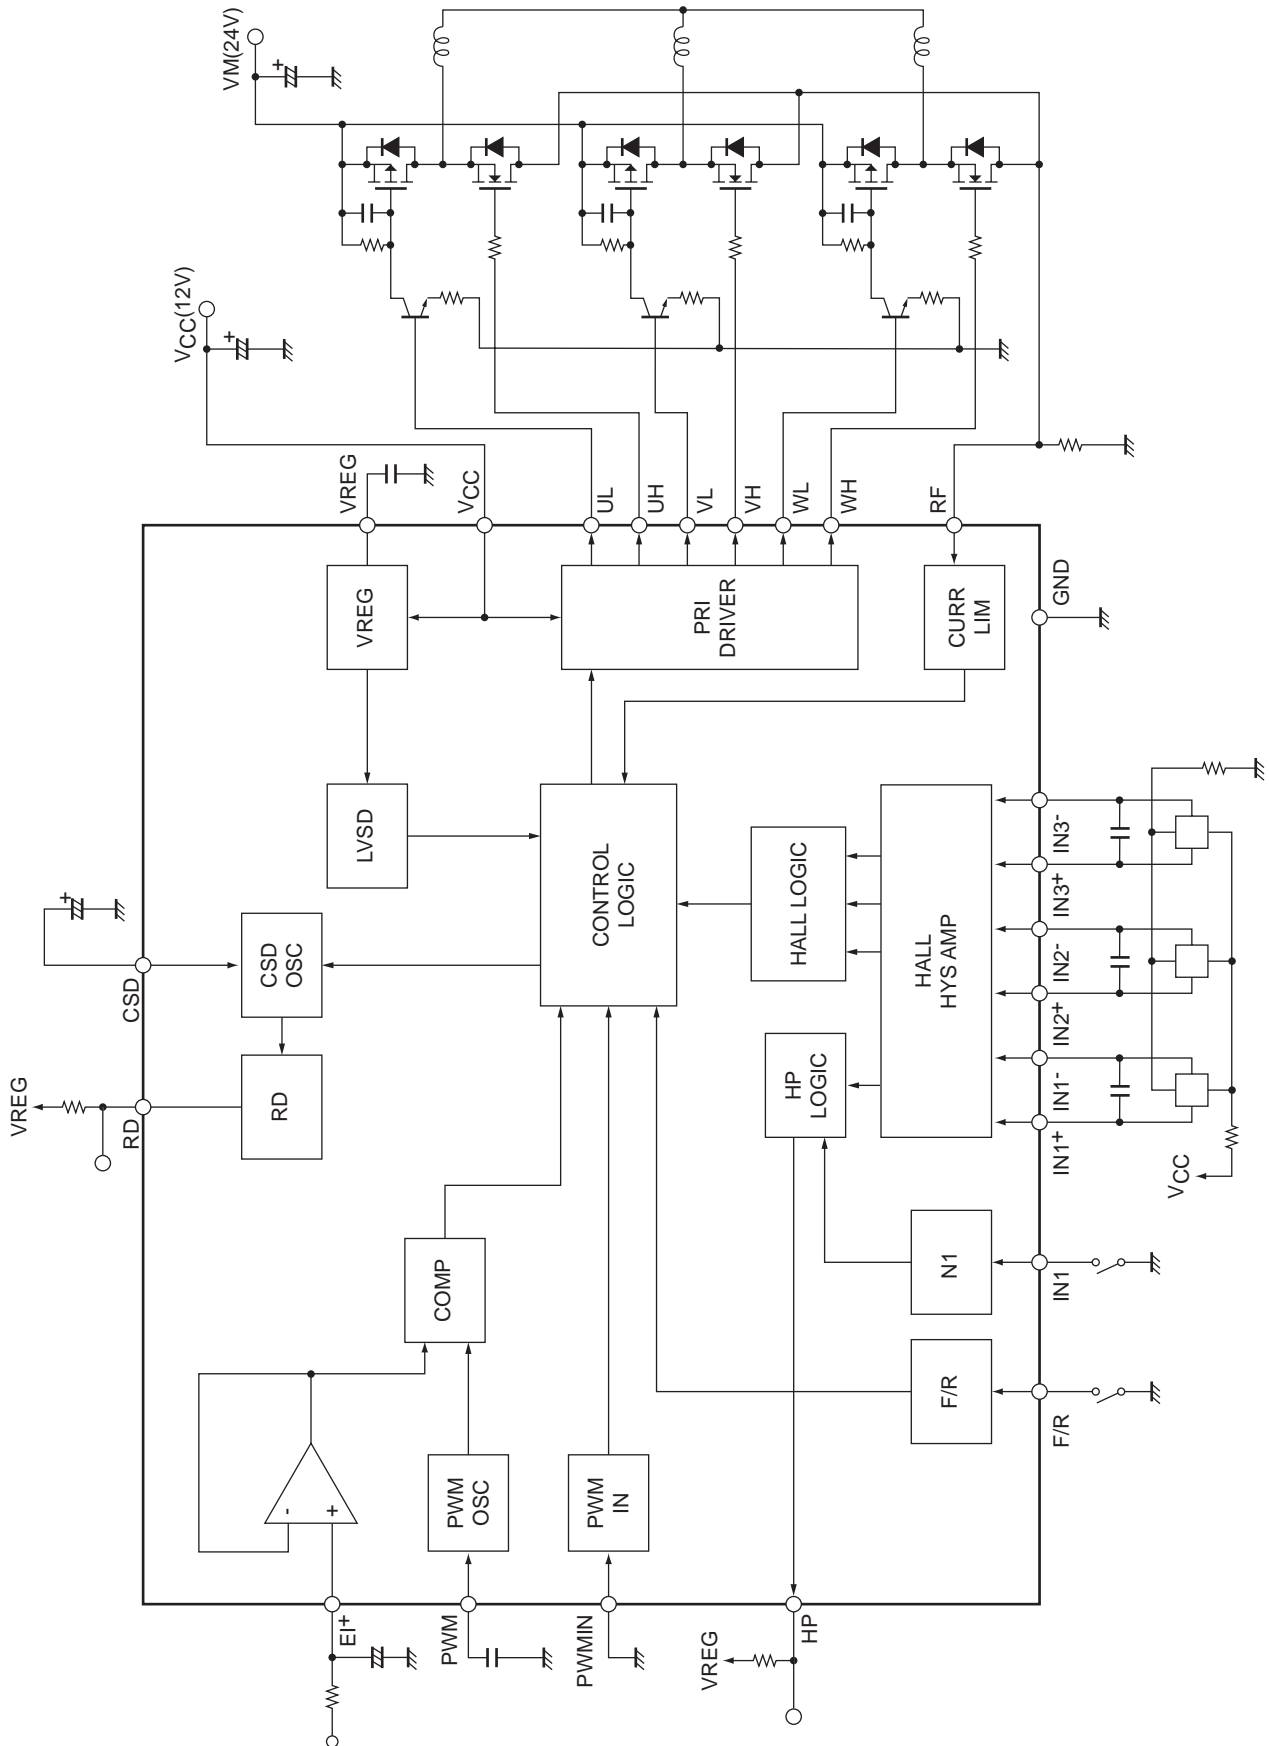 VM(24V)
+
VCC(12V)
+
VREG
VCC
UL
UH
VL
VH
WL
WH
RF
GND
VREG
PRI
DRIVER
CURR
LIM
LVSD
CONTROL
LOGIC
HALL LOGIC
HALL
HYS AMP
IN3-
IN3+
IN2-
IN2+
IN1-
IN1+
VCC
+
CSD
CSD
OSC
RD
RD
VREG
HP
LOGIC
COMP
N1
IN1
F/R
F/R
-
+
PWM
OSC
PWM
IN
EI+
PWM
PWMIN
HP
VREG